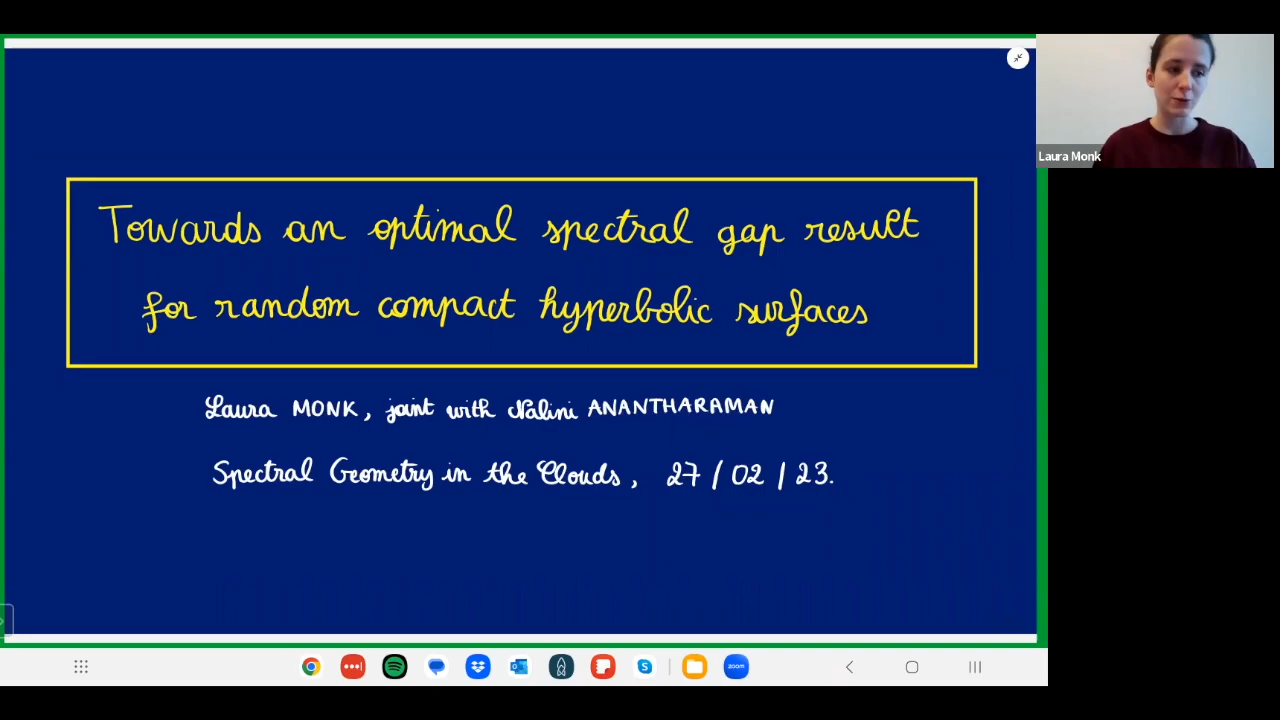 Towards an optimal spectral gap result
for random compact hyperbolic surfaces
Laura MONK, joint with Nalini ANANTHARAMAN
Spectral Geometry in the Clouds, 27/02/23.
Laura Monk
zoom